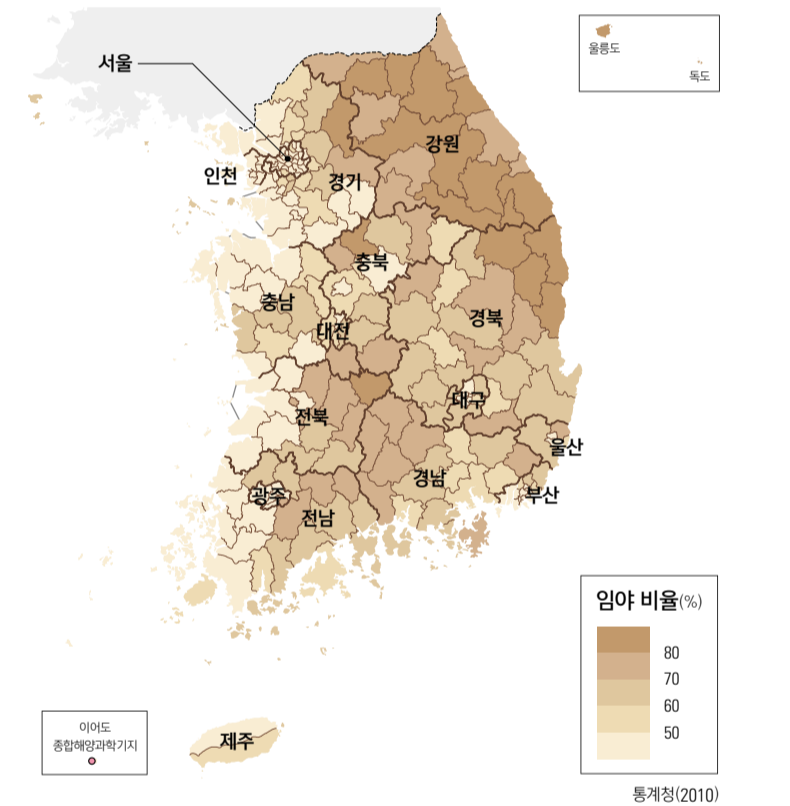 울릉도
독도
서울
강원
인천
경기
충북
충남
대전
경북
대구
전북
울산
경남
부산
광주
전남
임야 비율(%)
80
70
60
50
이어도
종합해양과학기지
제주
통계청(2010)